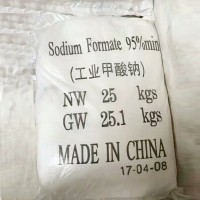 Sodium Formate 95%min
(工业甲酸钠)
NW 25 kgs
GW 25.1 kgs
MADE IN CHINA
17-04-08